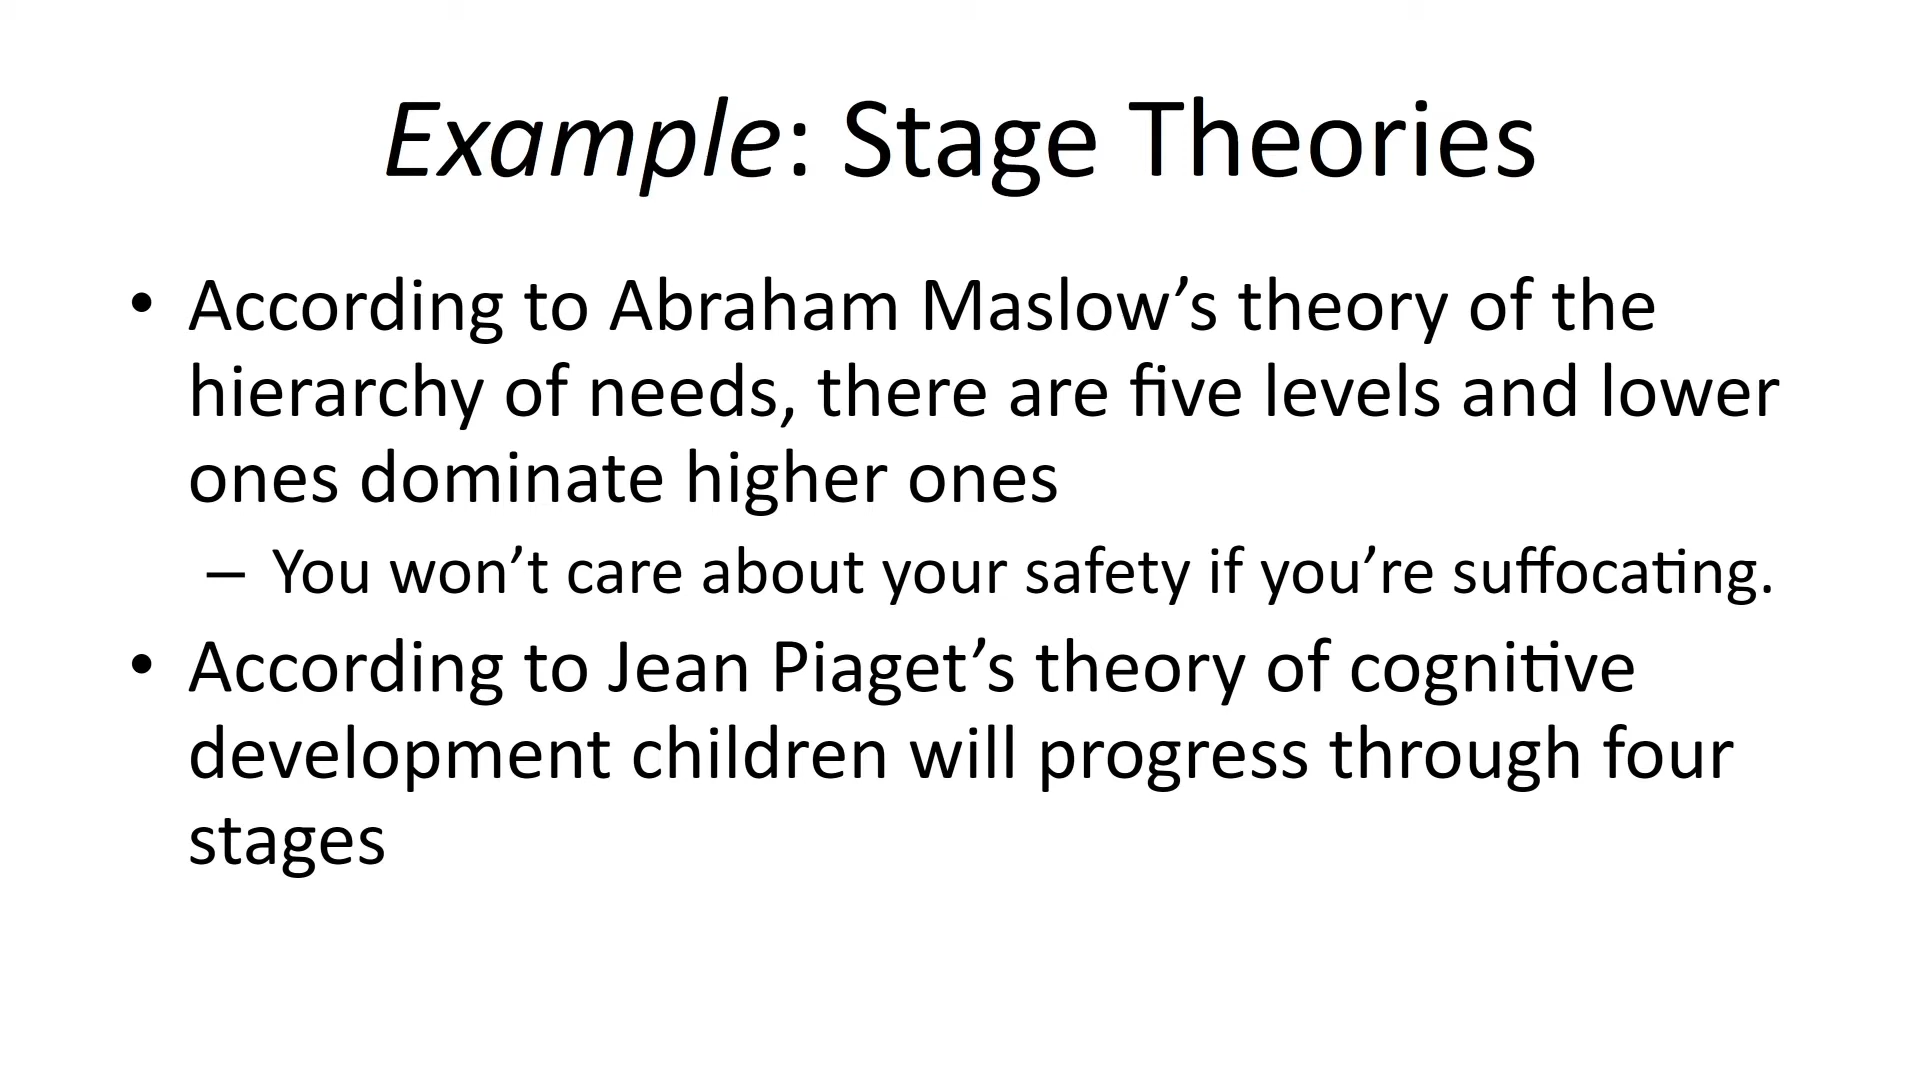 Example: Stage Theories
• According to Abraham Maslow’s theory of the
hierarchy of needs, there are five levels and lower
ones dominate higher ones
– You won’t care about your safety if you’re suffocating.
• According to Jean Piaget’s theory of cognitive
development children will progress through four
stages